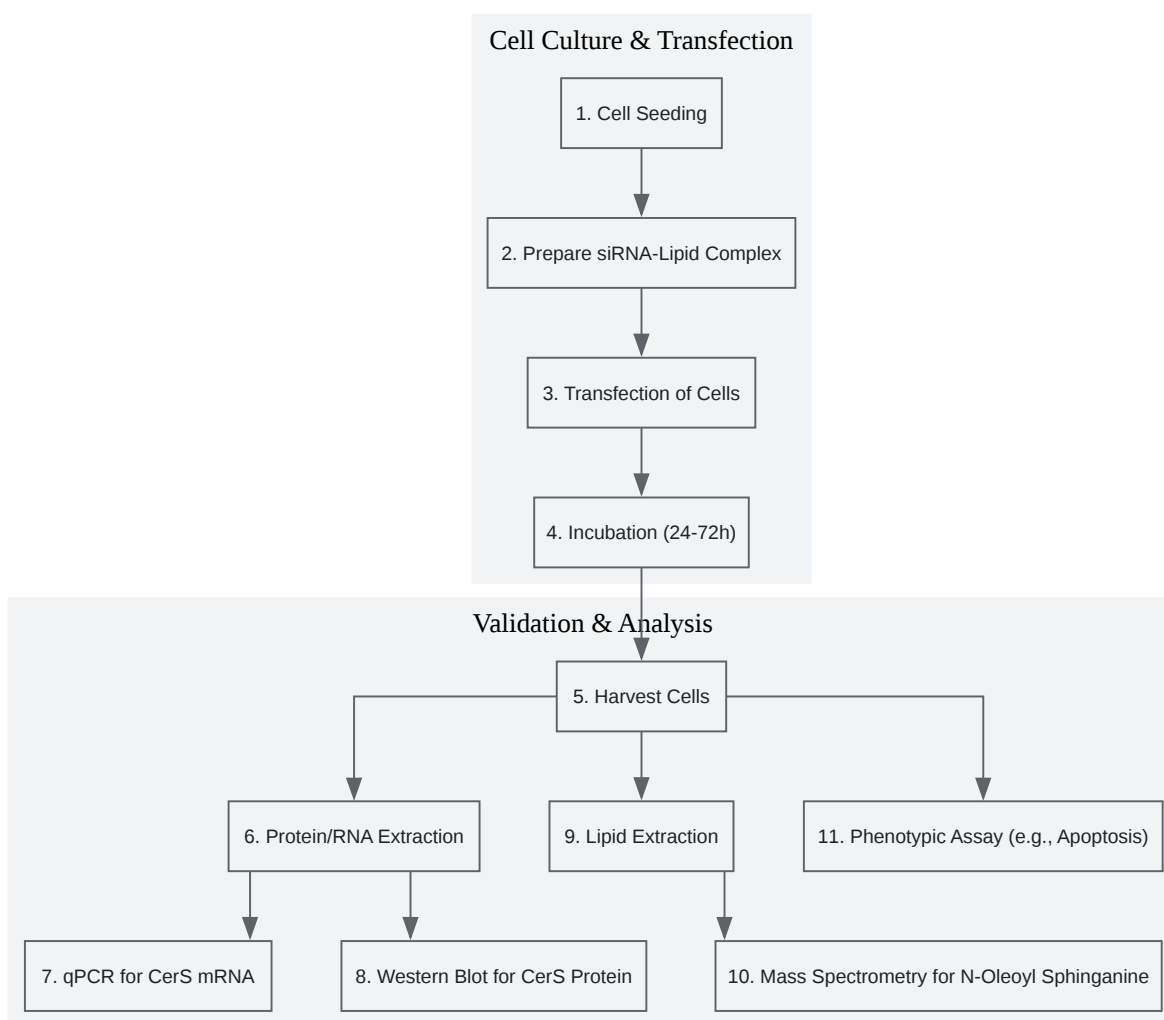 Cell Culture & Transfection
1. Cell Seeding
2. Prepare siRNA-Lipid Complex
3. Transfection of Cells
4. Incubation (24-72h)
Validation & Analysis
5. Harvest Cells
6. Protein/RNA Extraction
9. Lipid Extraction
11. Phenotypic Assay (e.g., Apoptosis)
7. qPCR for CerS mRNA
8. Western Blot for CerS Protein
10. Mass Spectrometry for N-Oleoyl Sphinganine